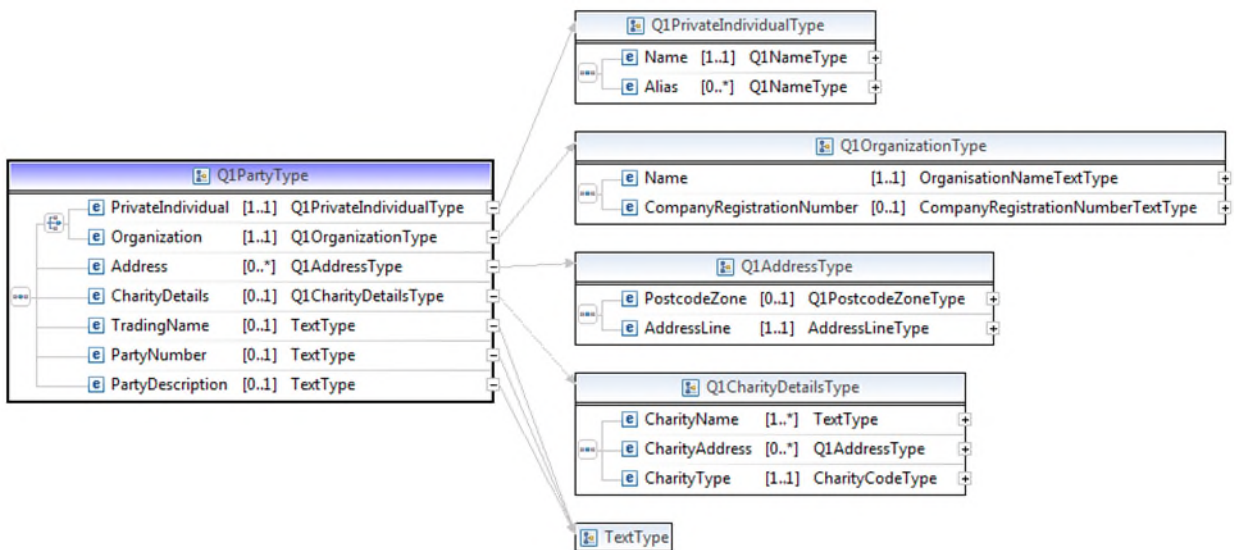 Q1PartyType
PrivateIndividual [1..1] Q1PrivateIndividualType
Organization [1..1] Q1OrganizationType
Address [0..*] Q1AddressType
CharityDetails [0..1] Q1CharityDetailsType
TradingName [0..1] TextType
PartyNumber [0..1] TextType
PartyDescription [0..1] TextType
Q1PrivateIndividualType
Name [1..1] Q1NameType
Alias [0..*] Q1NameType
Q1OrganizationType
Name [1..1] OrganisationNameTextType
CompanyRegistrationNumber [0..1] CompanyRegistrationNumberTextType
Q1AddressType
PostcodeZone [0..1] Q1PostcodeZoneType
AddressLine [1..1] AddressLineType
Q1CharityDetailsType
CharityName [1..*] TextType
CharityAddress [0..*] Q1AddressType
CharityType [1..1] CharityCodeType
TextType